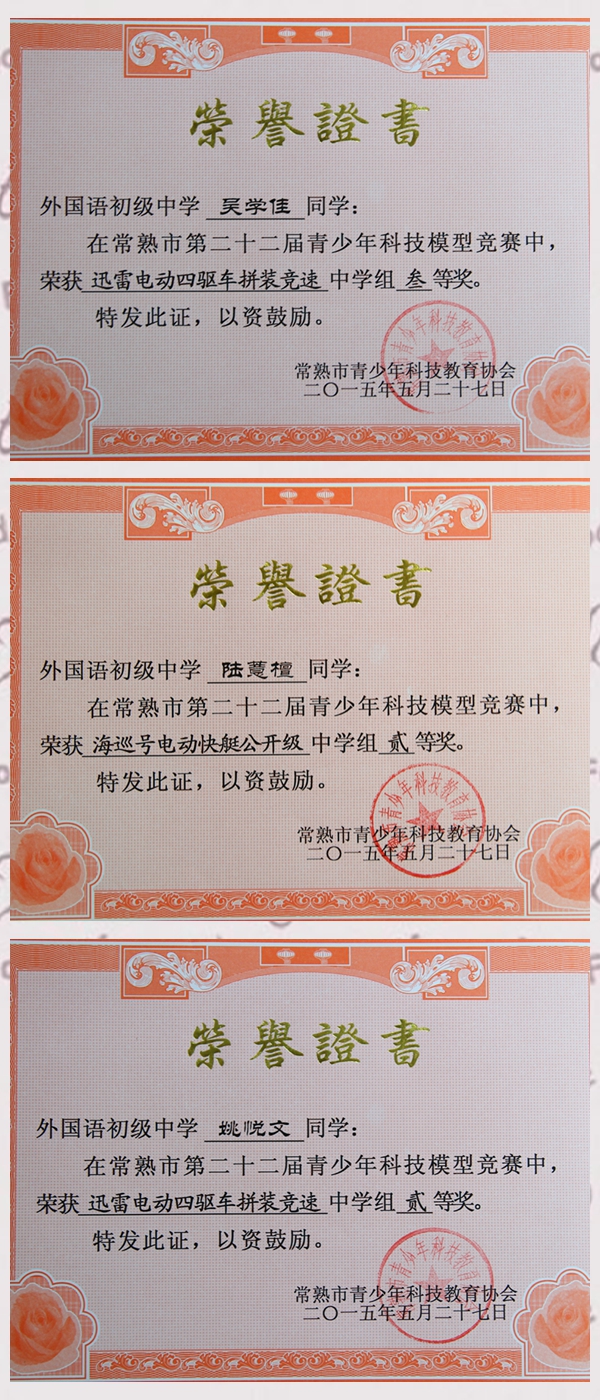 榮譽證書
外国语初级中学 吴学佳 同学：
在常熟市第二十二届青少年科技模型竞赛中，
荣获 迅雷电动四驱车拼装竞速 中学组 叁 等奖。
特发此证，以资鼓励。
常熟市青少年科技教育协会
二〇一五年五月二十七日
榮譽證書
外国语初级中学 陆薏檀 同学：
在常熟市第二十二届青少年科技模型竞赛中，
荣获 海巡号电动快艇公开级 中学组 贰 等奖。
特发此证，以资鼓励。
常熟市青少年科技教育协会
二〇一五年五月二十七日
榮譽證書
外国语初级中学 姚悦文 同学：
在常熟市第二十二届青少年科技模型竞赛中，
荣获 迅雷电动四驱车拼装竞速 中学组 贰 等奖。
特发此证，以资鼓励。
常熟市青少年科技教育协会
二〇一五年五月二十七日